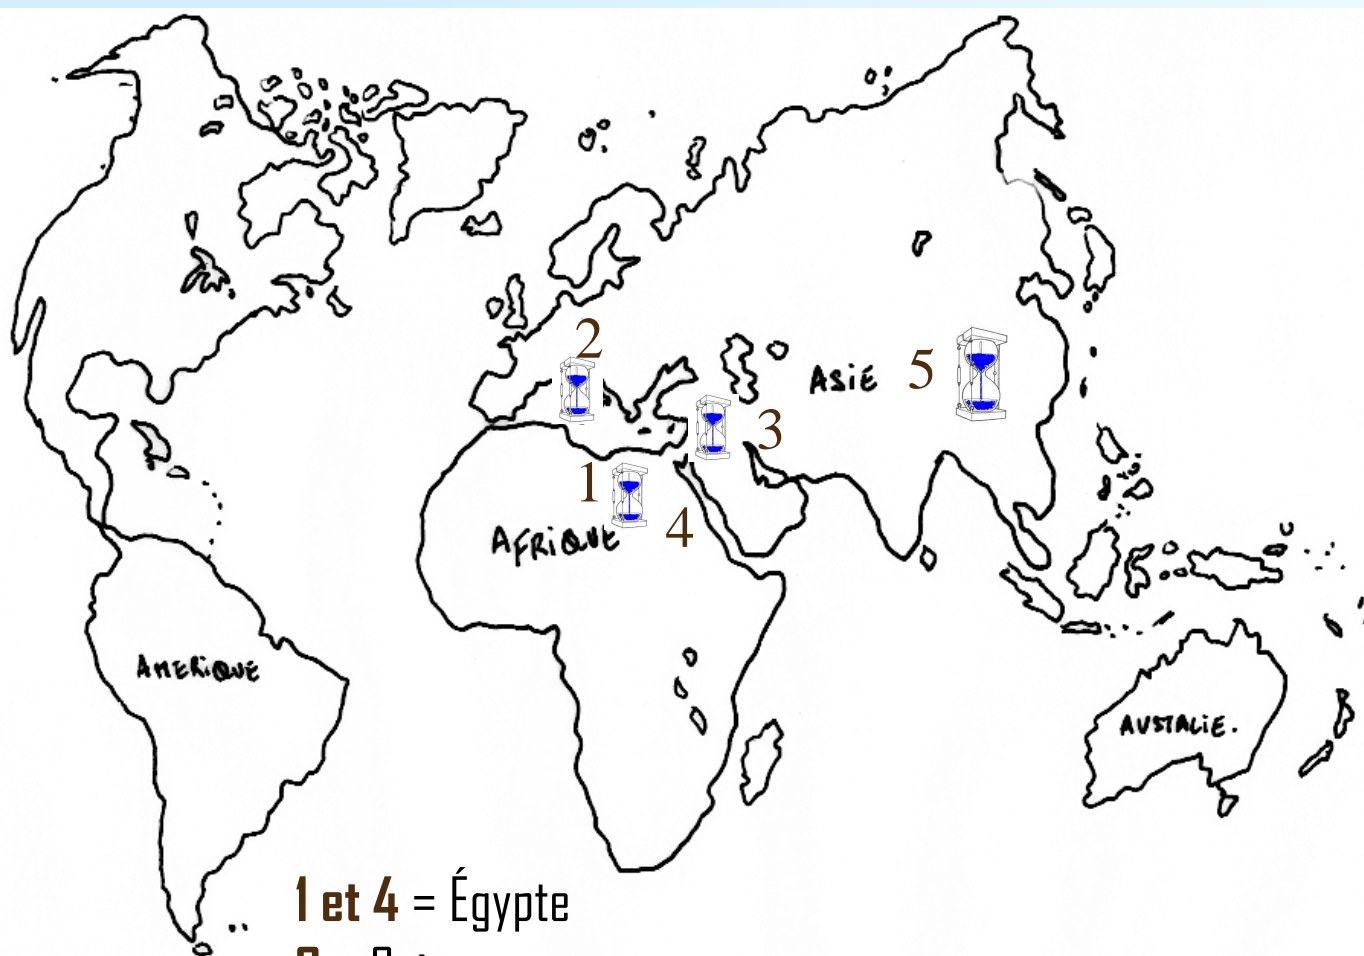 2
ASIE 5
3
1
AFRIQUE 4
AMERIQUE
AUSTALIE.
1 et 4 = Égypte